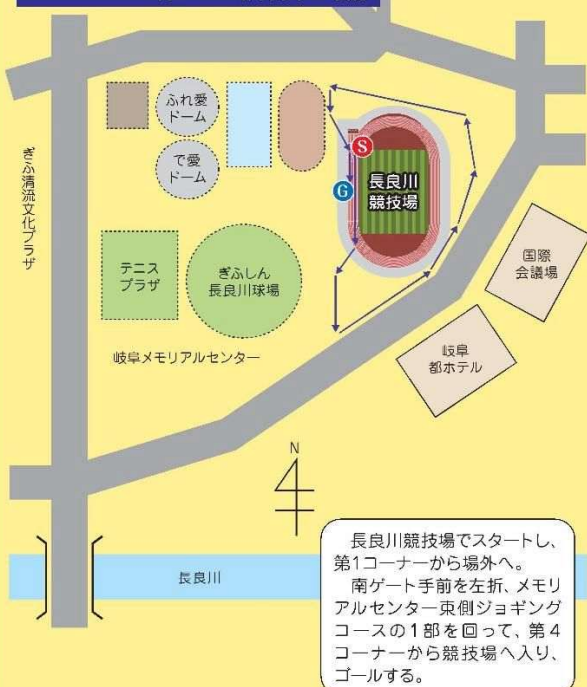 ふれ愛
ドーム
で愛
ドーム
S
G
長良川
競技場
ぎふ清流文化プラザ
テニス
プラザ
ぎふしん
長良川球場
国際
会議場
岐阜
都ホテル
岐阜メモリアルセンター
N
長良川
長良川競技場でスタートし、
第1コーナーから場外へ。
南ゲート手前を左折、メモリ
アルセンター東側ジョギング
コースの1部を回って、第4
コーナーから競技場へ入り、
ゴールする。